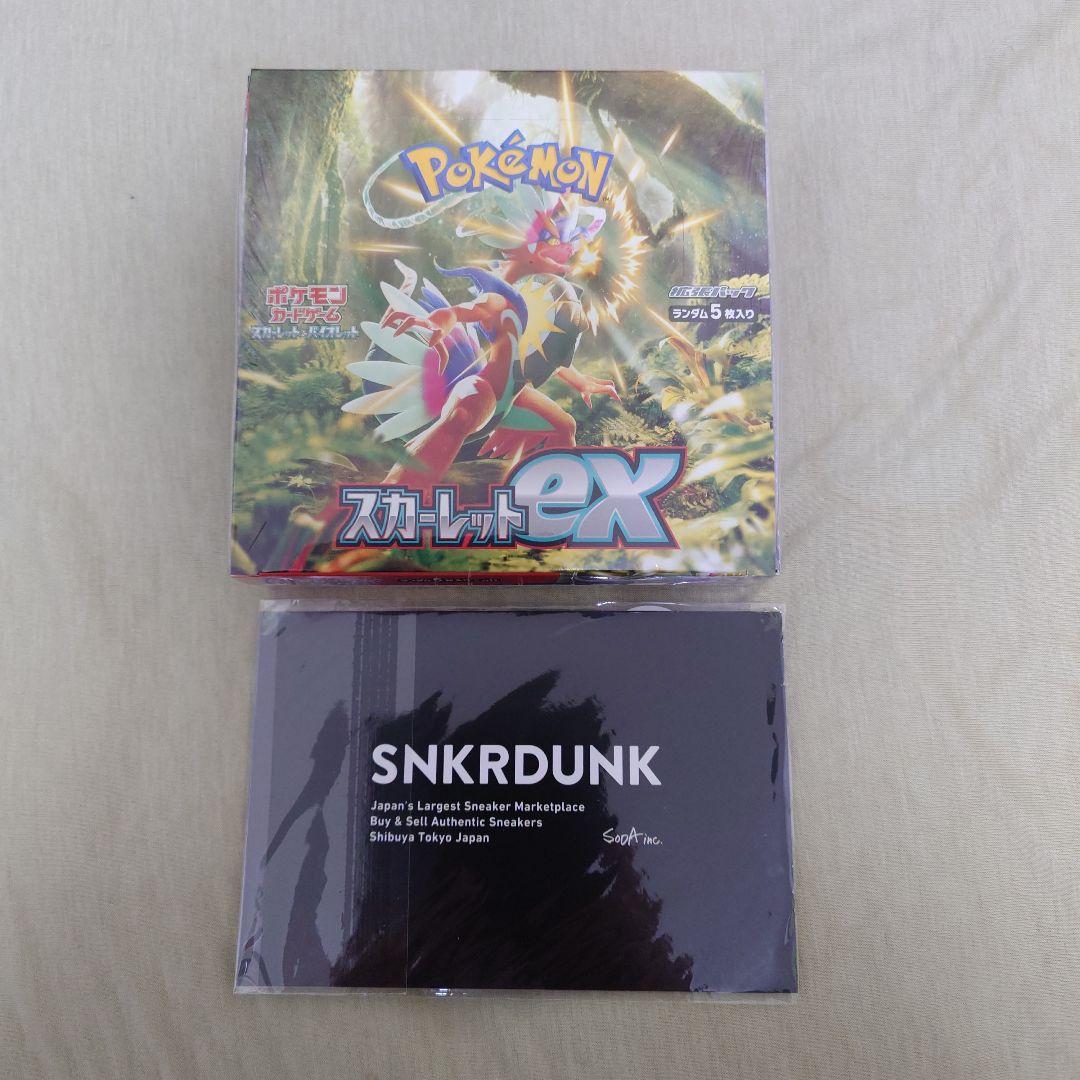 POKéMON
ポケモン
カードゲーム
スカーレット&バイオレット
拡張パック
ランダム5枚入り
スカーレットex
SNKRDUNK
Japan's Largest Sneaker Marketplace
Buy & Sell Authentic Sneakers
Shibuya Tokyo Japan
SODA inc.